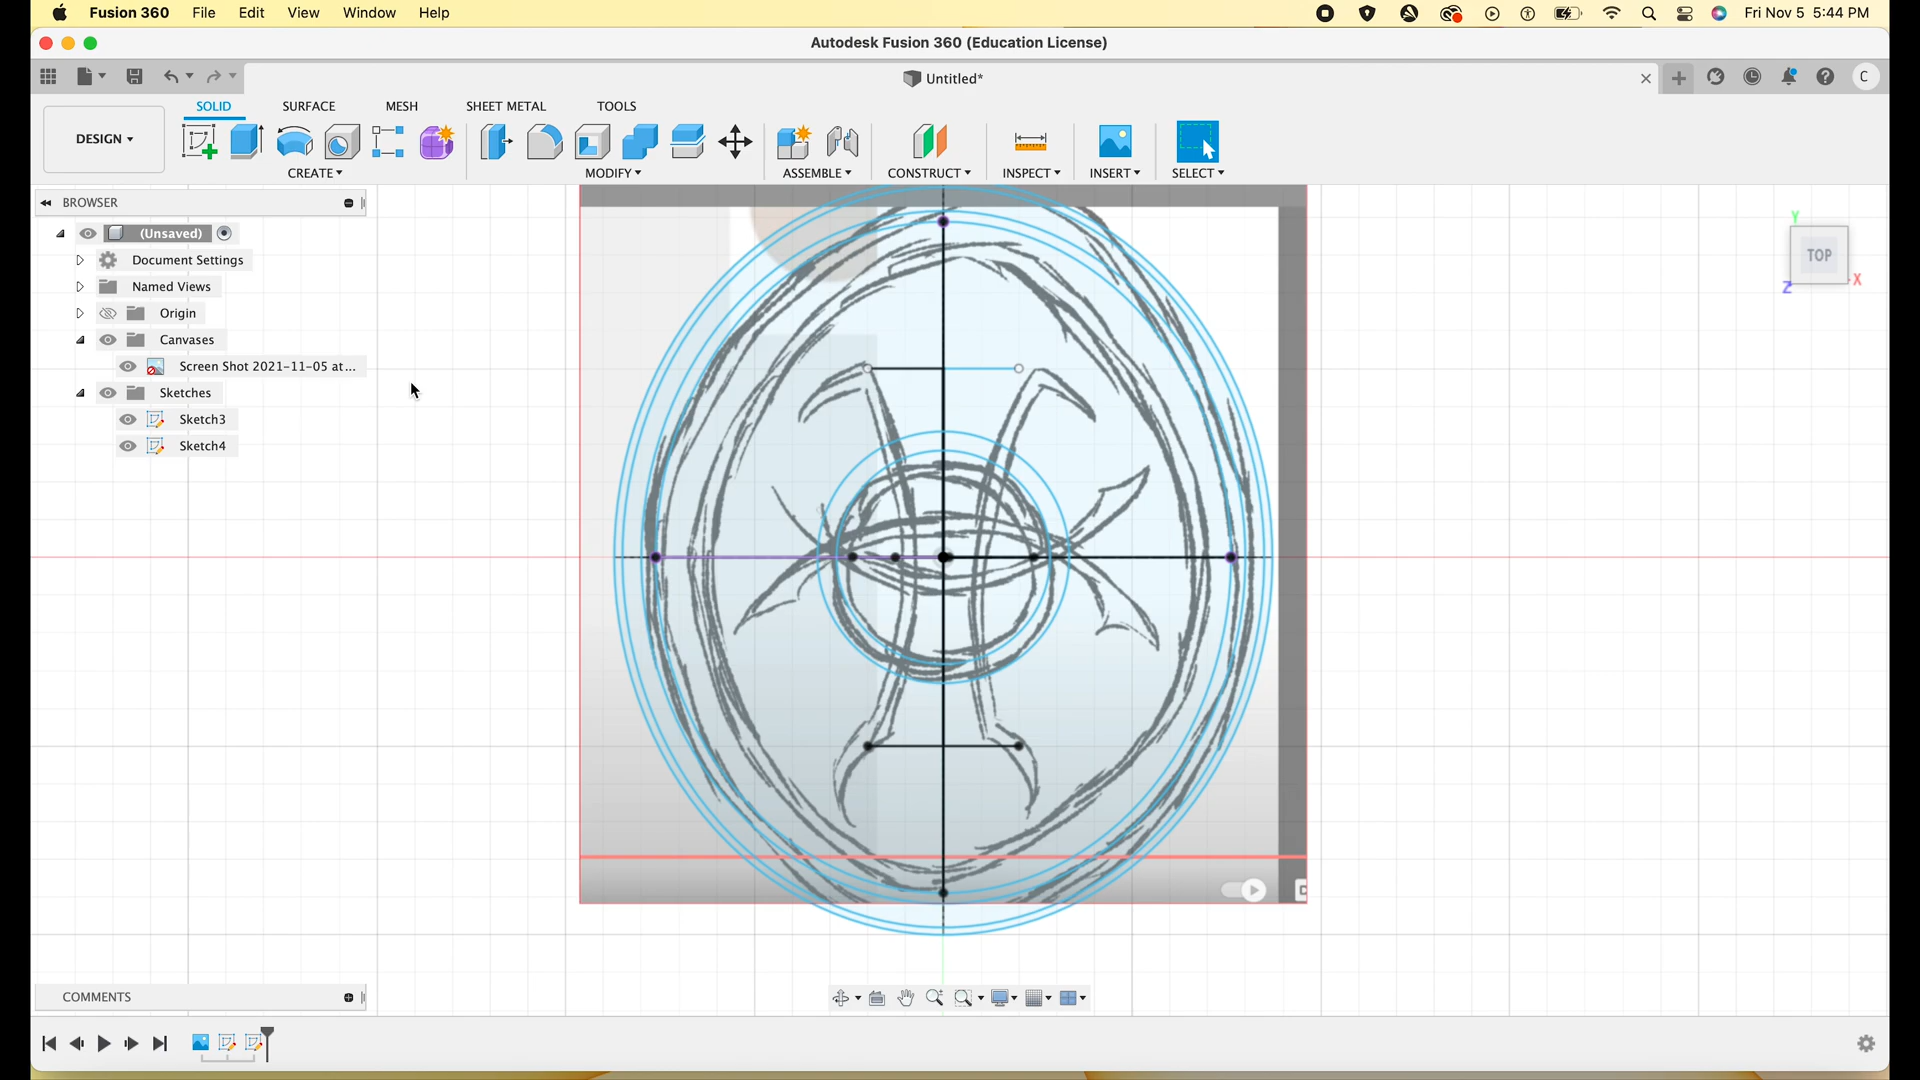 Fusion 360 File Edit View Window Help Fri Nov 5 5:44 PM
Autodesk Fusion 360 (Education License)
Untitled* C
SOLID SURFACE MESH SHEET METAL TOOLS
DESIGN
CREATE MODIFY ASSEMBLE CONSTRUCT INSPECT INSERT SELECT
BROWSER
(Unsaved)
Document Settings
Named Views
Origin
Canvases
Screen Shot 2021-11-05 at...
Sketches
Sketch3
Sketch4
Y
TOP
X
Z
COMMENTS